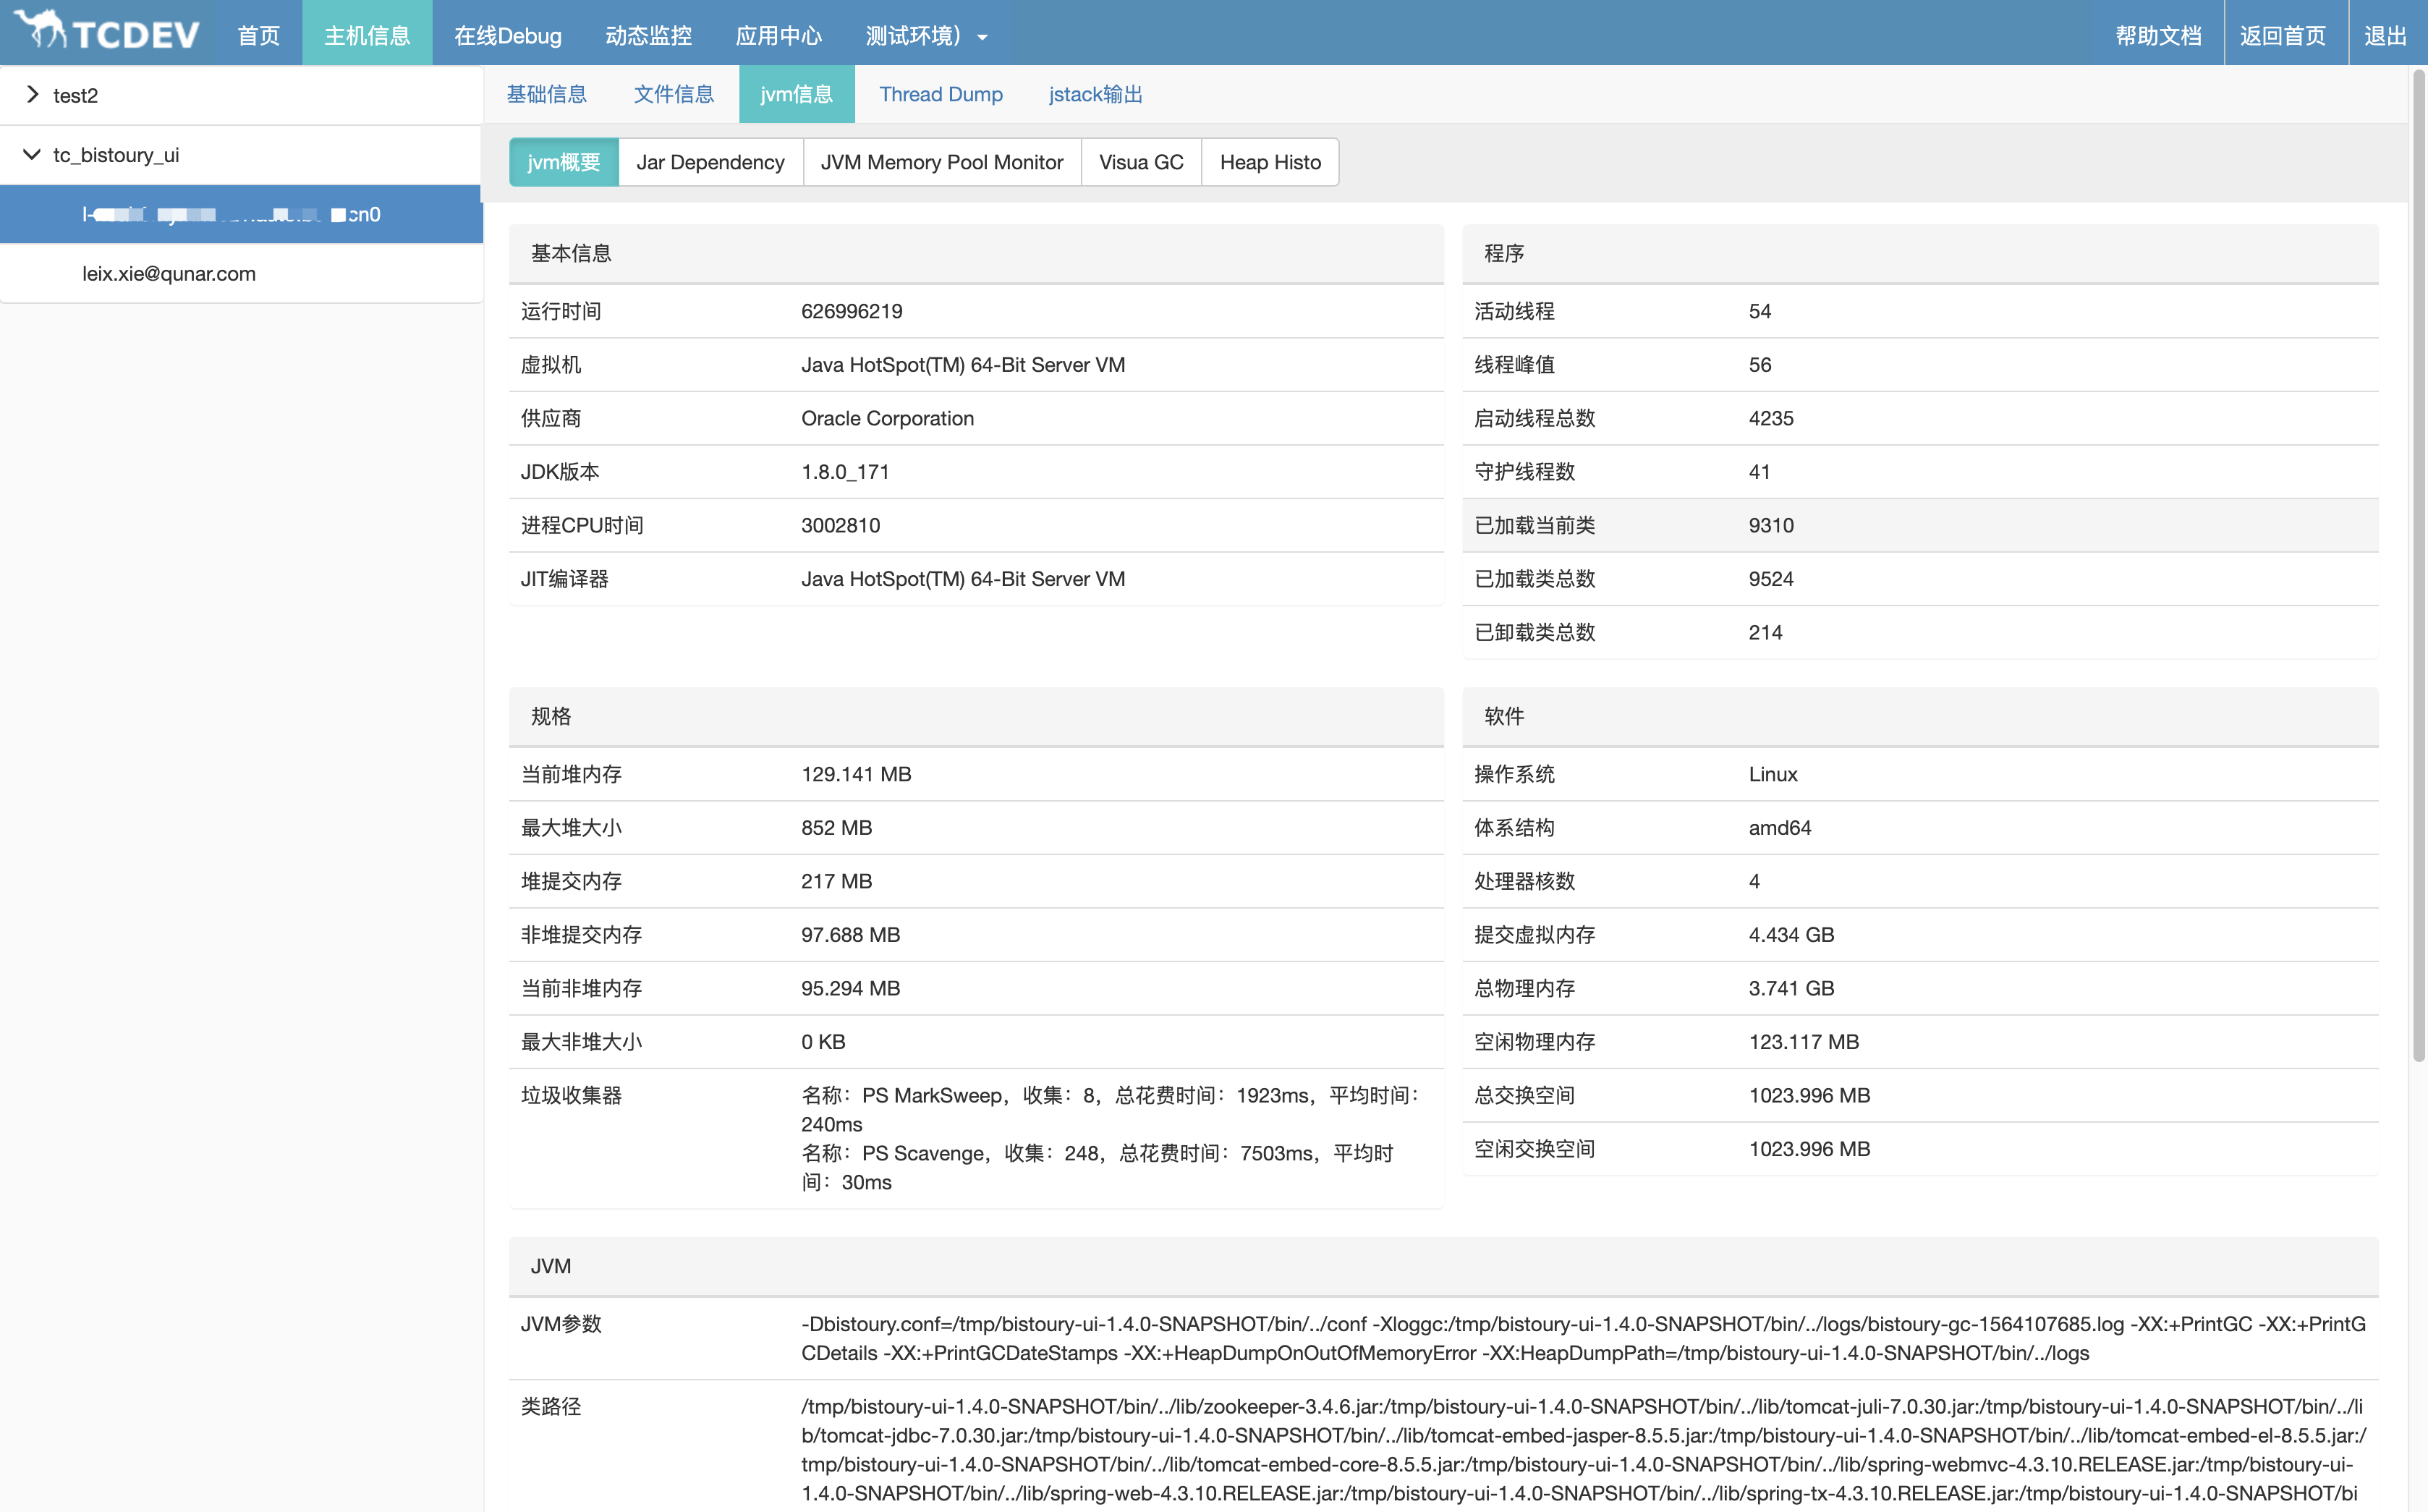 TCDEV 首页 主机信息 在线Debug 动态监控 应用中心 测试环境） 帮助文档 返回首页 退出
test2
tc_bistoury_ui
cn0
leix.xie@qunar.com
基础信息 文件信息 jvm信息 Thread Dump jstack输出
jvm概要 Jar Dependency JVM Memory Pool Monitor Visua GC Heap Histo
基本信息
运行时间 626996219
虚拟机 Java HotSpot(TM) 64-Bit Server VM
供应商 Oracle Corporation
JDK版本 1.8.0_171
进程CPU时间 3002810
JIT编译器 Java HotSpot(TM) 64-Bit Server VM
程序
活动线程 54
线程峰值 56
启动线程总数 4235
守护线程数 41
已加载当前类 9310
已加载类总数 9524
已卸载类总数 214
规格
当前堆内存 129.141 MB
最大堆大小 852 MB
堆提交内存 217 MB
非堆提交内存 97.688 MB
当前非堆内存 95.294 MB
最大非堆大小 0 KB
垃圾收集器 名称：PS MarkSweep，收集：8，总花费时间：1923ms，平均时间：
240ms
名称：PS Scavenge，收集：248，总花费时间：7503ms，平均时
间：30ms
软件
操作系统 Linux
体系结构 amd64
处理器核数 4
提交虚拟内存 4.434 GB
总物理内存 3.741 GB
空闲物理内存 123.117 MB
总交换空间 1023.996 MB
空闲交换空间 1023.996 MB
JVM
JVM参数 -Dbistoury.conf=/tmp/bistoury-ui-1.4.0-SNAPSHOT/bin/../conf -Xloggc:/tmp/bistoury-ui-1.4.0-SNAPSHOT/bin/../logs/bistoury-gc-1564107685.log -XX:+PrintGC -XX:+PrintG
CDetails -XX:+PrintGCDateStamps -XX:+HeapDumpOnOutOfMemoryError -XX:HeapDumpPath=/tmp/bistoury-ui-1.4.0-SNAPSHOT/bin/../logs
类路径 /tmp/bistoury-ui-1.4.0-SNAPSHOT/bin/../lib/zookeeper-3.4.6.jar:/tmp/bistoury-ui-1.4.0-SNAPSHOT/bin/../lib/tomcat-juli-7.0.30.jar:/tmp/bistoury-ui-1.4.0-SNAPSHOT/bin/../li
b/tomcat-jdbc-7.0.30.jar:/tmp/bistoury-ui-1.4.0-SNAPSHOT/bin/../lib/tomcat-embed-jasper-8.5.5.jar:/tmp/bistoury-ui-1.4.0-SNAPSHOT/bin/../lib/tomcat-embed-el-8.5.5.jar:/
tmp/bistoury-ui-1.4.0-SNAPSHOT/bin/../lib/tomcat-embed-core-8.5.5.jar:/tmp/bistoury-ui-1.4.0-SNAPSHOT/bin/../lib/spring-webmvc-4.3.10.RELEASE.jar:/tmp/bistoury-ui-
1.4.0-SNAPSHOT/bin/../lib/spring-web-4.3.10.RELEASE.jar:/tmp/bistoury-ui-1.4.0-SNAPSHOT/bin/../lib/spring-tx-4.3.10.RELEASE.jar:/tmp/bistoury-ui-1.4.0-SNAPSHOT/bi